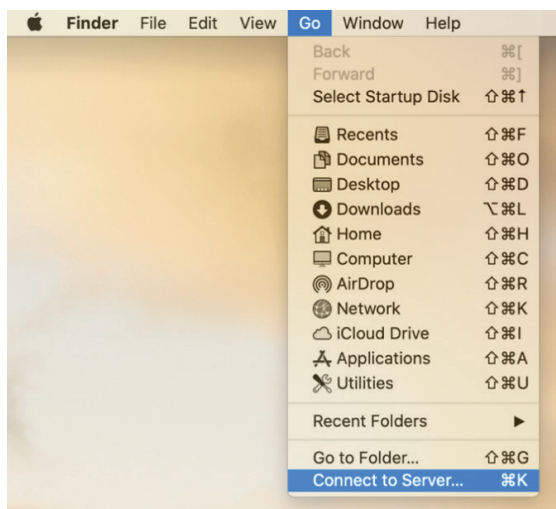 Finder File Edit View Go Window Help
Back ⌘[
Forward ⌘]
Select Startup Disk ⇧⌘↑
Recents ⇧⌘F
Documents ⇧⌘O
Desktop ⇧⌘D
Downloads ⌥⌘L
Home ⇧⌘H
Computer ⇧⌘C
AirDrop ⇧⌘R
Network ⇧⌘K
iCloud Drive ⇧⌘I
Applications ⇧⌘A
Utilities ⇧⌘U
Recent Folders ▶
Go to Folder... ⇧⌘G
Connect to Server... ⌘K